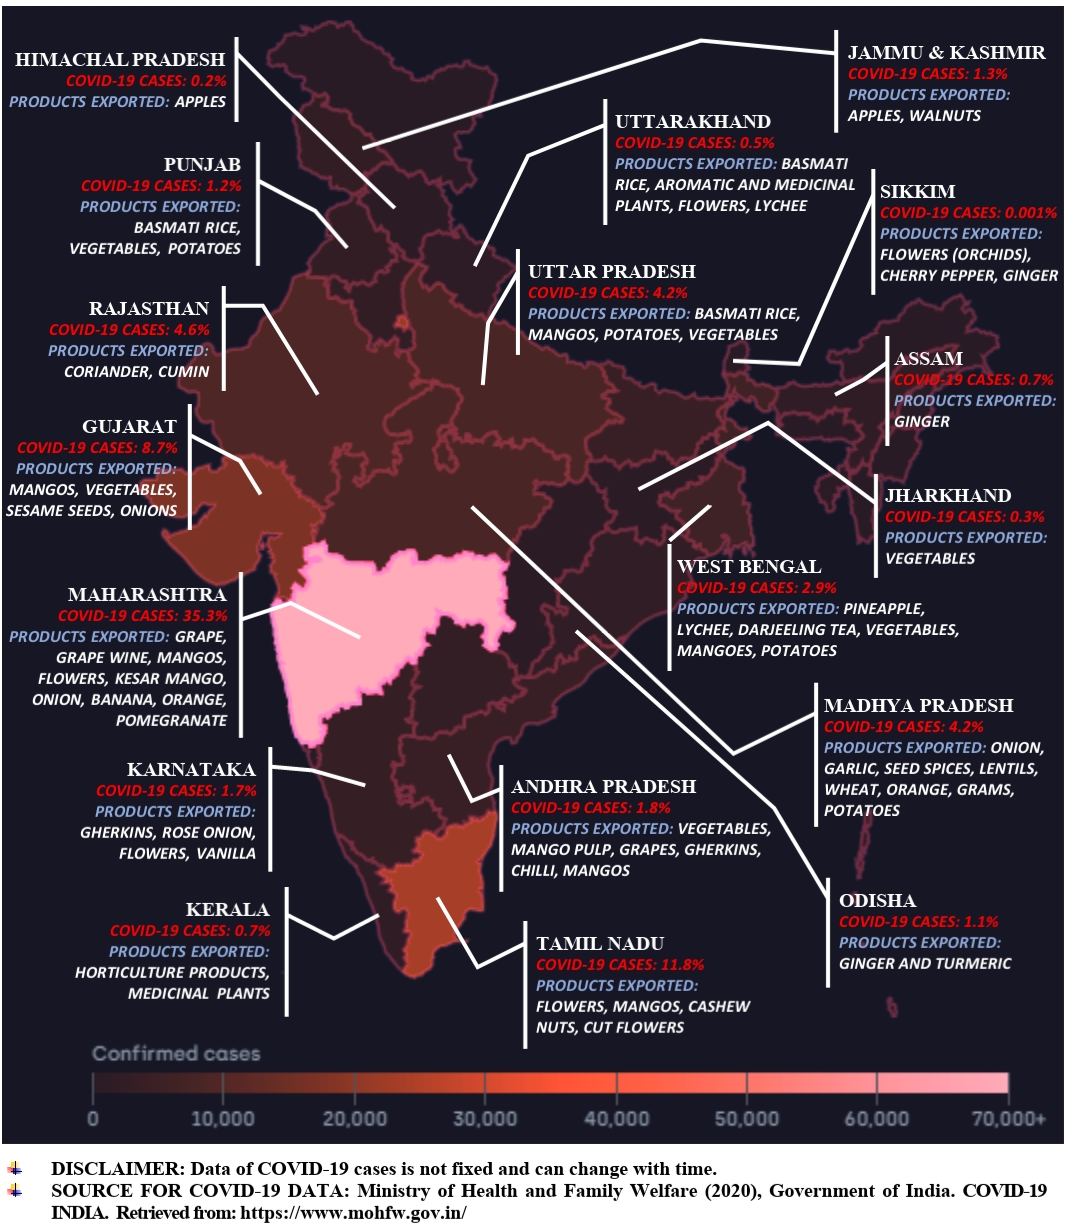 HIMACHAL PRADESH
COVID-19 CASES: 0.2%
PRODUCTS EXPORTED: APPLES
JAMMU & KASHMIR
COVID-19 CASES: 1.3%
PRODUCTS EXPORTED:
APPLES, WALNUTS
UTTARAKHAND
COVID-19 CASES: 0.5%
PRODUCTS EXPORTED: BASMATI
RICE, AROMATIC AND MEDICINAL
PLANTS, FLOWERS, LYCHEE
PUNJAB
COVID-19 CASES: 1.2%
PRODUCTS EXPORTED:
BASMATI RICE,
VEGETABLES, POTATOES
SIKKIM
COVID-19 CASES: 0.001%
PRODUCTS EXPORTED:
FLOWERS (ORCHIDS),
CHERRY PEPPER, GINGER
UTTAR PRADESH
COVID-19 CASES: 4.2%
PRODUCTS EXPORTED: BASMATI RICE,
MANGOS, POTATOES, VEGETABLES
RAJASTHAN
COVID-19 CASES: 4.6%
PRODUCTS EXPORTED:
CORIANDER, CUMIN
ASSAM
COVID-19 CASES: 0.7%
PRODUCTS EXPORTED:
GINGER
GUJARAT
COVID-19 CASES: 8.7%
PRODUCTS EXPORTED:
MANGOS, VEGETABLES,
SESAME SEEDS, ONIONS
JHARKHAND
COVID-19 CASES: 0.3%
PRODUCTS EXPORTED:
VEGETABLES
WEST BENGAL
COVID-19 CASES: 2.9%
PRODUCTS EXPORTED: PINEAPPLE,
LYCHEE, DARJEELING TEA, VEGETABLES,
MANGOES, POTATOES
MAHARASHTRA
COVID-19 CASES: 35.3%
PRODUCTS EXPORTED: GRAPE,
GRAPE WINE, MANGOS,
FLOWERS, KESAR MANGO,
ONION, BANANA, ORANGE,
POMEGRANATE
MADHYA PRADESH
COVID-19 CASES: 4.2%
PRODUCTS EXPORTED: ONION,
GARLIC, SEED SPICES, LENTILS,
WHEAT, ORANGE, GRAMS,
POTATOES
KARNATAKA
COVID-19 CASES: 1.7%
PRODUCTS EXPORTED:
GHERKINS, ROSE ONION,
FLOWERS, VANILLA
ANDHRA PRADESH
COVID-19 CASES: 1.8%
PRODUCTS EXPORTED: VEGETABLES,
MANGO PULP, GRAPES, GHERKINS,
CHILLI, MANGOS
ODISHA
COVID-19 CASES: 1.1%
PRODUCTS EXPORTED:
GINGER AND TURMERIC
KERALA
COVID-19 CASES: 0.7%
PRODUCTS EXPORTED:
HORTICULTURE PRODUCTS,
MEDICINAL PLANTS
TAMIL NADU
COVID-19 CASES: 11.8%
PRODUCTS EXPORTED:
FLOWERS, MANGOS, CASHEW
NUTS, CUT FLOWERS
Confirmed cases
0 10,000 20,000 30,000 40,000 50,000 60,000 70,000+
DISCLAIMER: Data of COVID-19 cases is not fixed and can change with time.
SOURCE FOR COVID-19 DATA: Ministry of Health and Family Welfare (2020), Government of India. COVID-19
INDIA. Retrieved from: https://www.mohfw.gov.in/